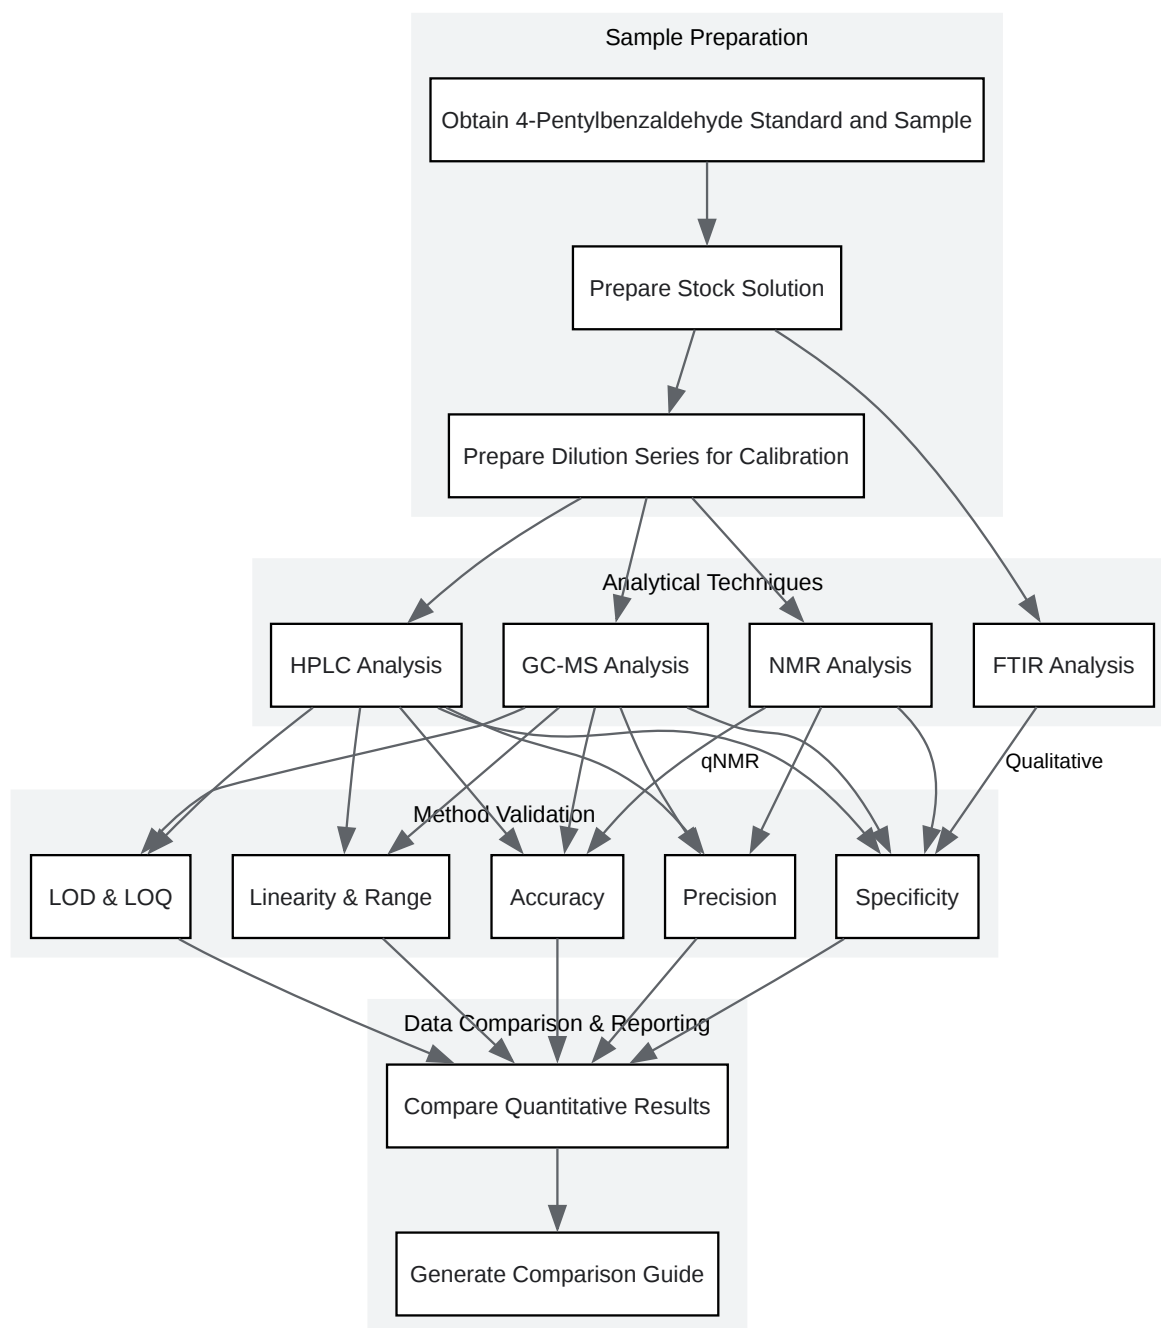 Sample Preparation
Obtain 4-Pentylbenzaldehyde Standard and Sample
Prepare Stock Solution
Prepare Dilution Series for Calibration
Analytical Techniques
HPLC Analysis
GC-MS Analysis
NMR Analysis
FTIR Analysis
qNMR
Qualitative
Method Validation
LOD & LOQ
Linearity & Range
Accuracy
Precision
Specificity
Data Comparison & Reporting
Compare Quantitative Results
Generate Comparison Guide